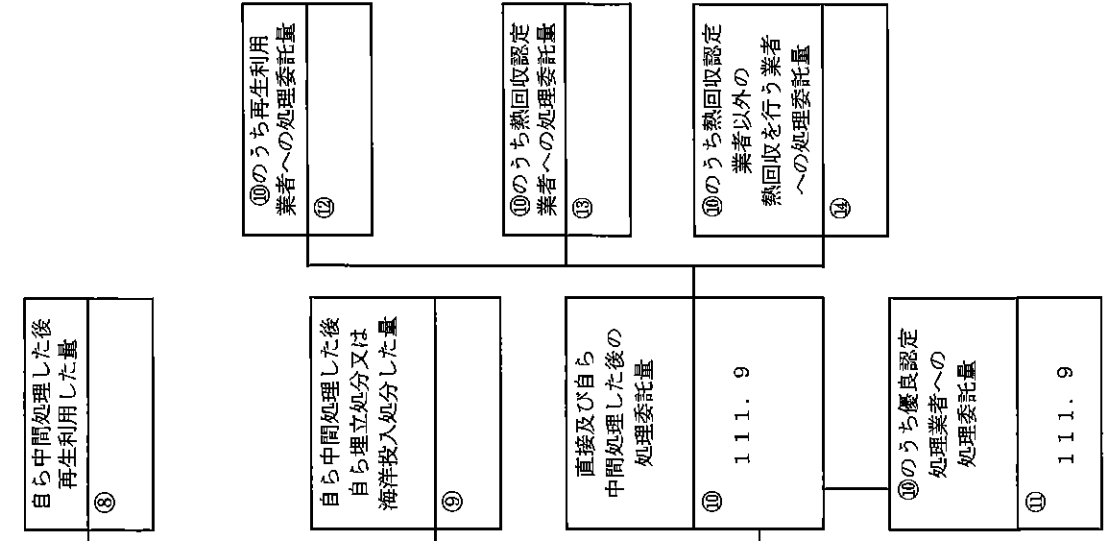 自ら中間処理した後
再生利用した量
⑧
自ら中間処理した後
自ら埋立処分又は
海洋投入処分した量
⑨
直接及び自ら
中間処理した後の
処理委託量
⑩
111.9
⑩のうち優良認定
処理業者への
処理委託量
⑪
111.9
⑩のうち再生利用
業者への処理委託量
⑫
⑩のうち熱回収認定
業者への処理委託量
⑬
⑩のうち熱回収認定
業者以外の
熱回収を行う業者
への処理委託量
⑭